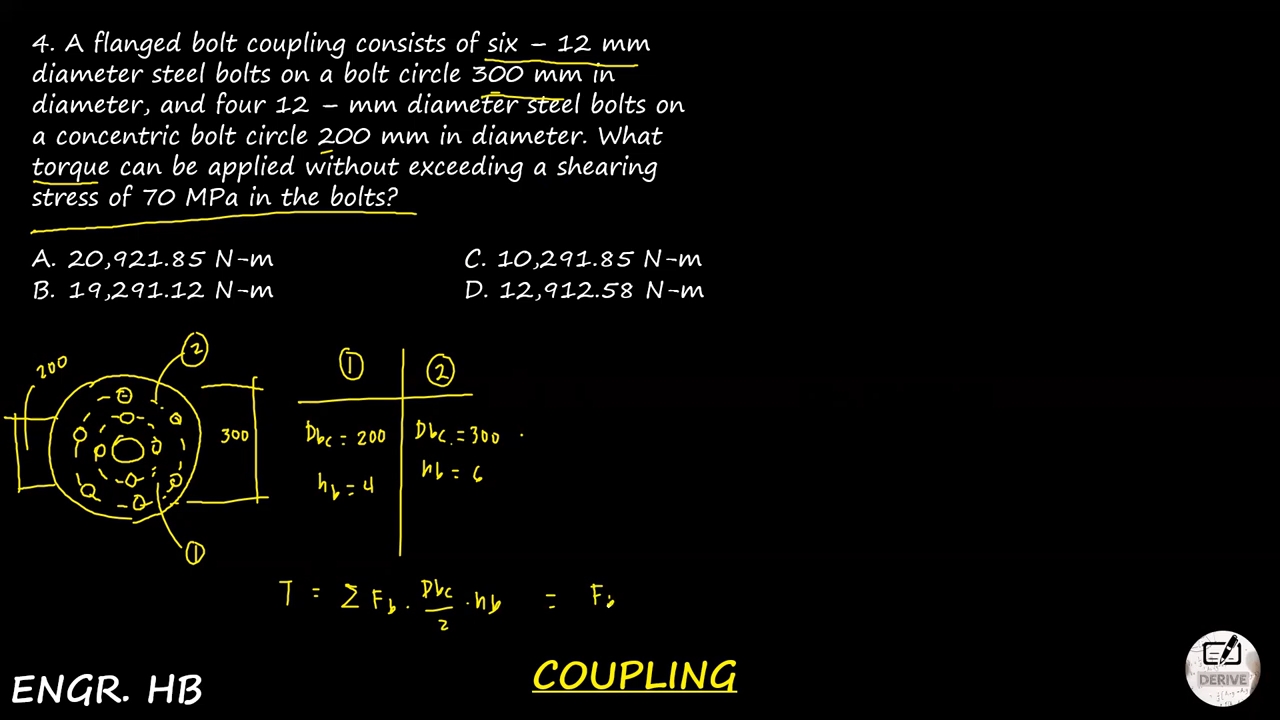 4. A flanged bolt coupling consists of six – 12 mm
diameter steel bolts on a bolt circle 300 mm in
diameter, and four 12 – mm diameter steel bolts on
a concentric bolt circle 200 mm in diameter. What
torque can be applied without exceeding a shearing
stress of 70 MPa in the bolts?
A. 20,921.85 N-m
C. 10,291.85 N-m
B. 19,291.12 N-m
D. 12,912.58 N-m
200
②
300
①
① ②
Dbc = 200
Dbc. = 300
hb = 4
hb = 6
T = Σ Fb · Dbc/2 · hb = Fb
COUPLING
ENGR. HB
DERIVE